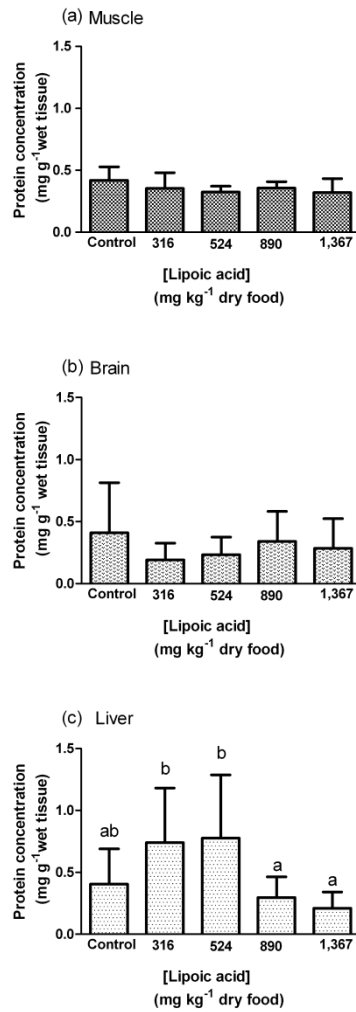 (a) Muscle
Protein concentration
(mg g⁻¹wet tissue)
1.5
1.0
0.5
0.0
Control 316 524 890 1,367
[Lipoic acid]
(mg kg⁻¹ dry food)
(b) Brain
Protein concentration
(mg g⁻¹ wet tissue)
1.5
1.0
0.5
0.0
Control 316 524 890 1,367
[Lipoic acid]
(mg kg⁻¹ dry food)
(c) Liver
Protein concentration
(mg g⁻¹wet tissue)
1.5
1.0
0.5
0.0
ab b b a a
Control 316 524 890 1,367
[Lipoic acid]
(mg kg⁻¹ dry food)